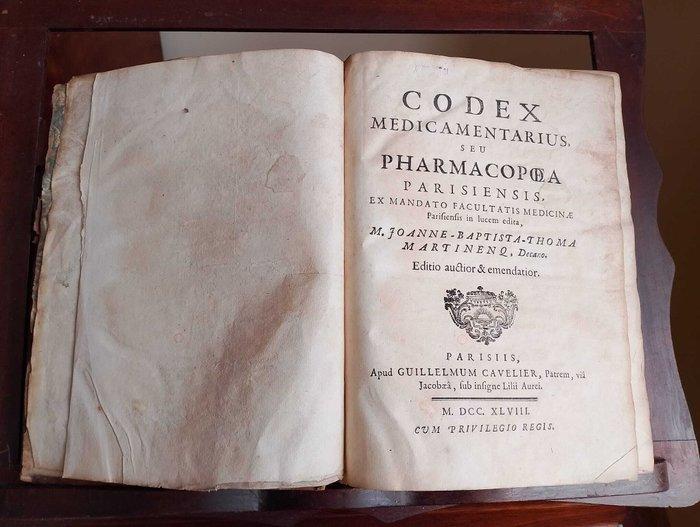 CODEX
MEDICAMENTARIUS,
SEU
PHARMACOPŒA
PARISIENSIS,
EX MANDATO FACULTATIS MEDICINÆ
Parisiensis in lucem edita,
M. JOANNE-BAPTISTA-THOMA
MARTINENQ, Decano.
Editio auctior & emendatior.
PARISIIS,
Apud GUILLELMUM CAVELIER, Patrem, viâ
Jacobæâ, sub insigne Lilii Aurei.
M. DCC. XLVIII.
CUM PRIVILEGIO REGIS.